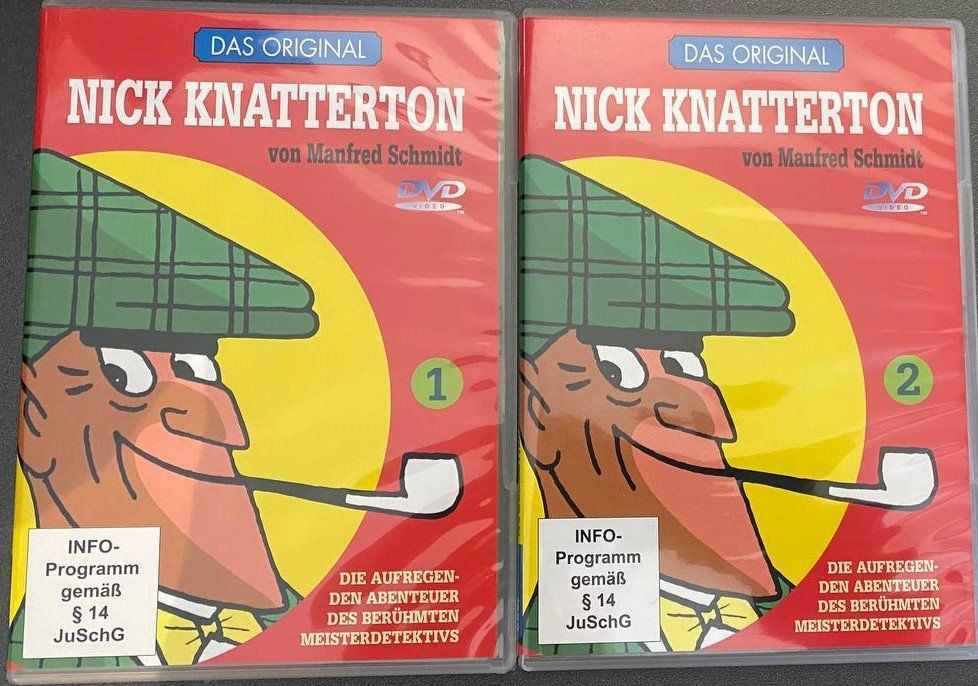 DAS ORIGINAL
NICK KNATTERTON
von Manfred Schmidt
DVD
VIDEO
TM
1
INFO-
Programm
gemäß
§ 14
JuSchG
DIE AUFREGEN-
DEN ABENTEUER
DES BERÜHMTEN
MEISTERDETEKTIVS
DAS ORIGINAL
NICK KNATTERTON
von Manfred Schmidt
DVD
VIDEO
TM
2
INFO-
Programm
gemäß
§ 14
JuSchG
DIE AUFREGEN-
DEN ABENTEUER
DES BERÜHMTEN
MEISTERDETEKTIVS